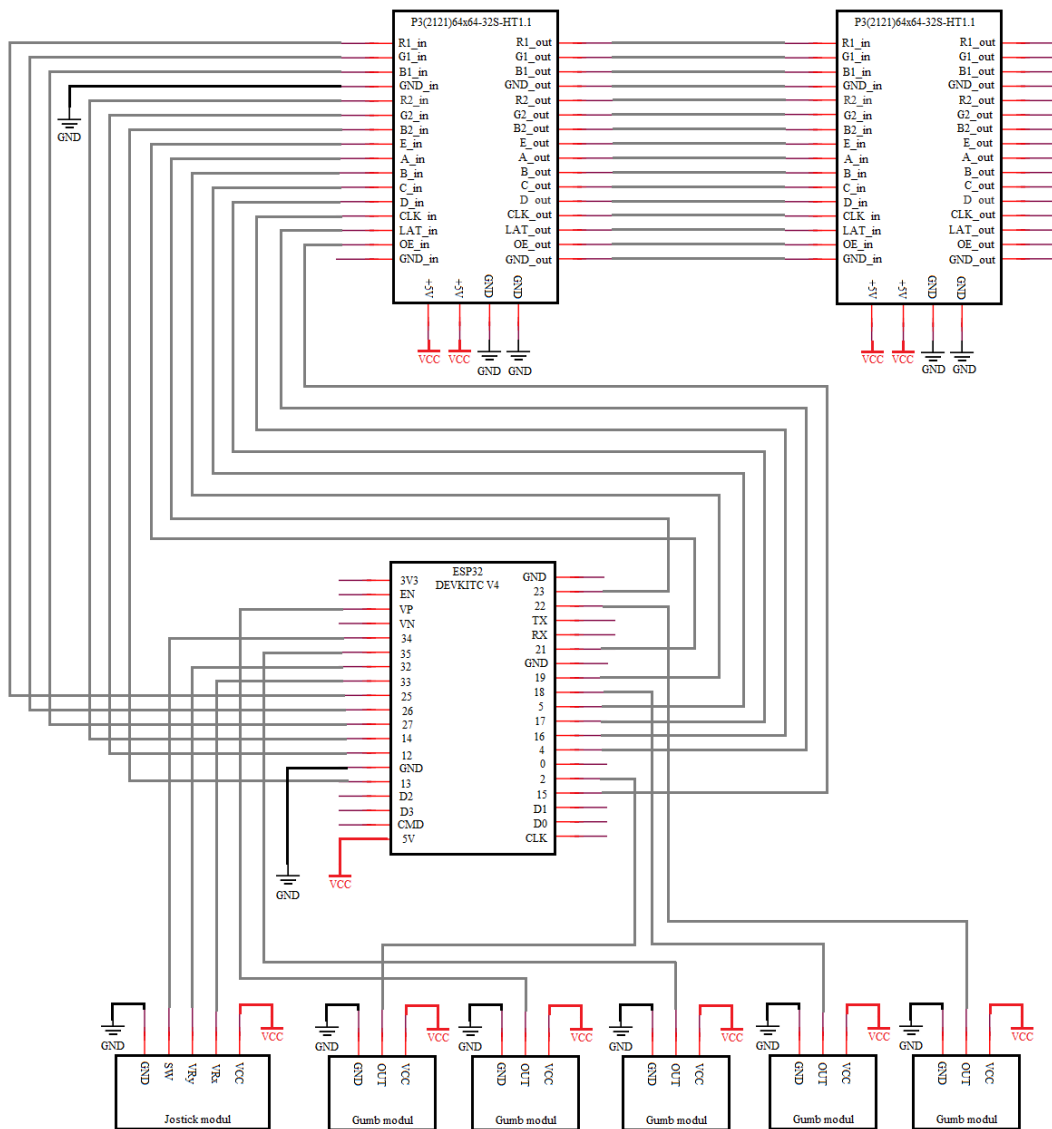 P3(2121)64x64-32S-HT1.1
R1_in R1_out
G1_in G1_out
B1_in B1_out
GND_in GND_out
R2_in R2_out
G2_in G2_out
B2_in B2_out
E_in E_out
A_in A_out
B_in B_out
C_in C_out
D_in D_out
CLK_in CLK_out
LAT_in LAT_out
OE_in OE_out
GND_in GND_out
+5V +5V GND GND
VCC VCC GND GND
P3(2121)64x64-32S-HT1.1
R1_in R1_out
G1_in G1_out
B1_in B1_out
GND_in GND_out
R2_in R2_out
G2_in G2_out
B2_in B2_out
E_in E_out
A_in A_out
B_in B_out
C_in C_out
D_in D_out
CLK_in CLK_out
LAT_in LAT_out
OE_in OE_out
GND_in GND_out
+5V +5V GND GND
VCC VCC GND GND
GND
ESP32
DEVKITC V4
3V3 GND
EN 23
VP 22
VN TX
34 RX
35 21
32 GND
33 19
25 18
26 5
27 17
14 16
12 4
GND 0
13 2
D2 15
D3 D1
CMD D0
5V CLK
GND VCC
GND VCC
GND SW VRy VRx VCC
Jostick modul
GND VCC
GND OUT VCC
Gumb modul
GND VCC
GND OUT VCC
Gumb modul
GND VCC
GND OUT VCC
Gumb modul
GND VCC
GND OUT VCC
Gumb modul
GND VCC
GND OUT VCC
Gumb modul